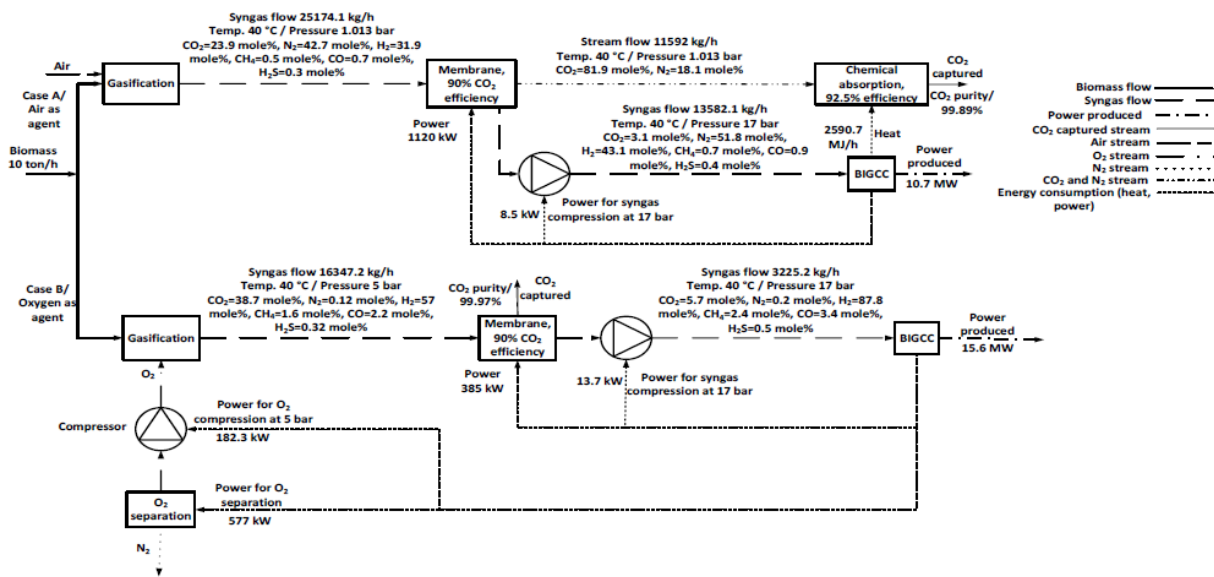 Syngas flow 25174.1 kg/h
Temp. 40 °C / Pressure 1.013 bar
CO₂=23.9 mole%, N₂=42.7 mole%, H₂=31.9
mole%, CH₄=0.5 mole%, CO=0.7 mole%,
H₂S=0.3 mole%
Air
Gasification
Case A/
Air as
agent
Biomass
10 ton/h
Membrane,
90% CO₂
efficiency
Power
1120 kW
Stream flow 11592 kg/h
Temp. 40 °C / Pressure 1.013 bar
CO₂=81.9 mole%, N₂=18.1 mole%
Chemical
absorption,
92.5% efficiency
CO₂
captured
CO₂ purity/
99.89%
Syngas flow 13582.1 kg/h
Temp. 40 °C / Pressure 17 bar
CO₂=3.1 mole%, N₂=51.8 mole%,
H₂=43.1 mole%, CH₄=0.7 mole%, CO=0.9
mole%, H₂S=0.4 mole%
2590.7
MJ/h
Heat
BIGCC
Power
produced
10.7 MW
8.5 kW
Power for syngas
compression at 17 bar
Biomass flow
Syngas flow
Power produced
CO₂ captured stream
Air stream
O₂ stream
N₂ stream
CO₂ and N₂ stream
Energy consumption (heat,
power)
Case B/
Oxygen as
agent
Syngas flow 16347.2 kg/h
Temp. 40 °C / Pressure 5 bar
CO₂=38.7 mole%, N₂=0.12 mole%, H₂=57
mole%, CH₄=1.6 mole%, CO=2.2 mole%,
H₂S=0.32 mole%
Gasification
CO₂ purity/
99.97%
CO₂
captured
Membrane,
90% CO₂
efficiency
Power
385 kW
Syngas flow 3225.2 kg/h
Temp. 40 °C / Pressure 17 bar
CO₂=5.7 mole%, N₂=0.2 mole%, H₂=87.8
mole%, CH₄=2.4 mole%, CO=3.4 mole%,
H₂S=0.5 mole%
BIGCC
Power
produced
15.6 MW
13.7 kW
Power for syngas
compression at 17 bar
O₂
Compressor
Power for O₂
compression at 5 bar
182.3 kW
O₂
separation
Power for O₂
separation
577 kW
N₂